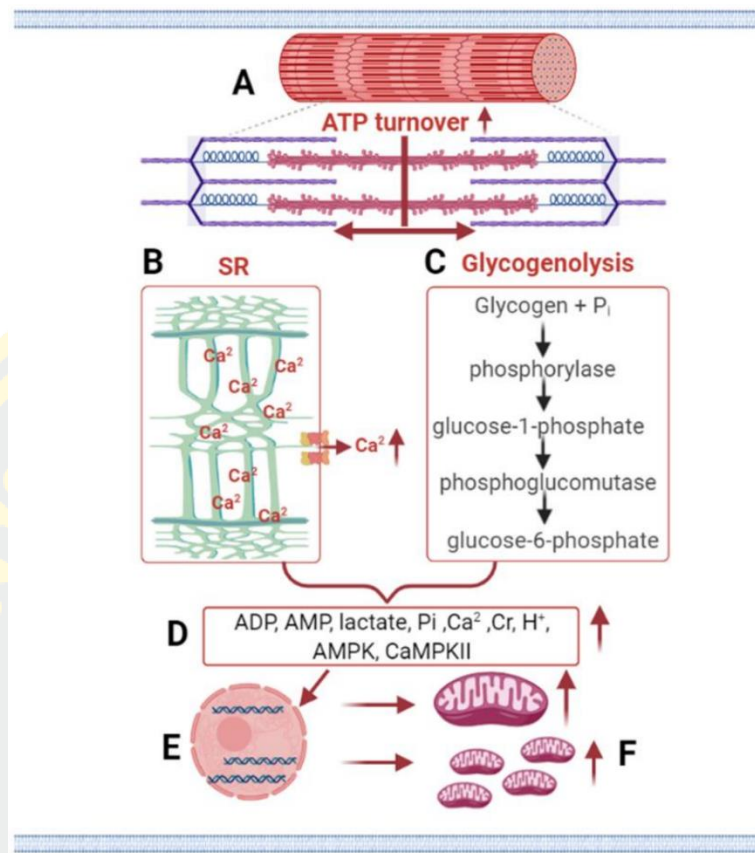 A
ATP turnover
B
SR
C
Glycogenolysis
Ca²
Ca²
Ca²
Ca²
Ca²
Ca²
Ca²
Ca²
Ca²
Glycogen + Pᵢ
phosphorylase
glucose-1-phosphate
phosphoglucomutase
glucose-6-phosphate
D
ADP, AMP, lactate, Pi ,Ca² ,Cr, H⁺,
AMPK, CaMPKII
E
F